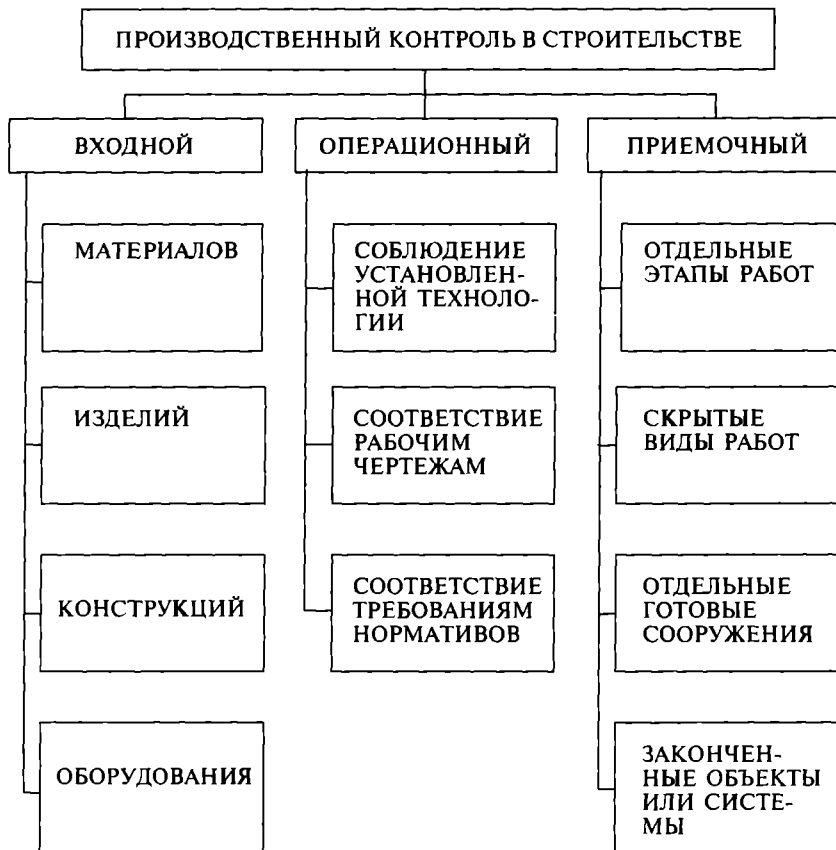 ПРОИЗВОДСТВЕННЫЙ КОНТРОЛЬ В СТРОИТЕЛЬСТВЕ
ВХОДНОЙ
МАТЕРИАЛОВ
ИЗДЕЛИЙ
КОНСТРУКЦИЙ
ОБОРУДОВАНИЯ
ОПЕРАЦИОННЫЙ
СОБЛЮДЕНИЕ
УСТАНОВЛЕН-
НОЙ ТЕХНОЛО-
ГИИ
СООТВЕТСТВИЕ
РАБОЧИМ
ЧЕРТЕЖАМ
СООТВЕТСТВИЕ
ТРЕБОВАНИЯМ
НОРМАТИВОВ
ПРИЕМОЧНЫЙ
ОТДЕЛЬНЫЕ
ЭТАПЫ РАБОТ
СКРЫТЫЕ
ВИДЫ РАБОТ
ОТДЕЛЬНЫЕ
ГОТОВЫЕ
СООРУЖЕНИЯ
ЗАКОНЧЕН-
НЫЕ ОБЪЕКТЫ
ИЛИ СИСТЕ-
МЫ